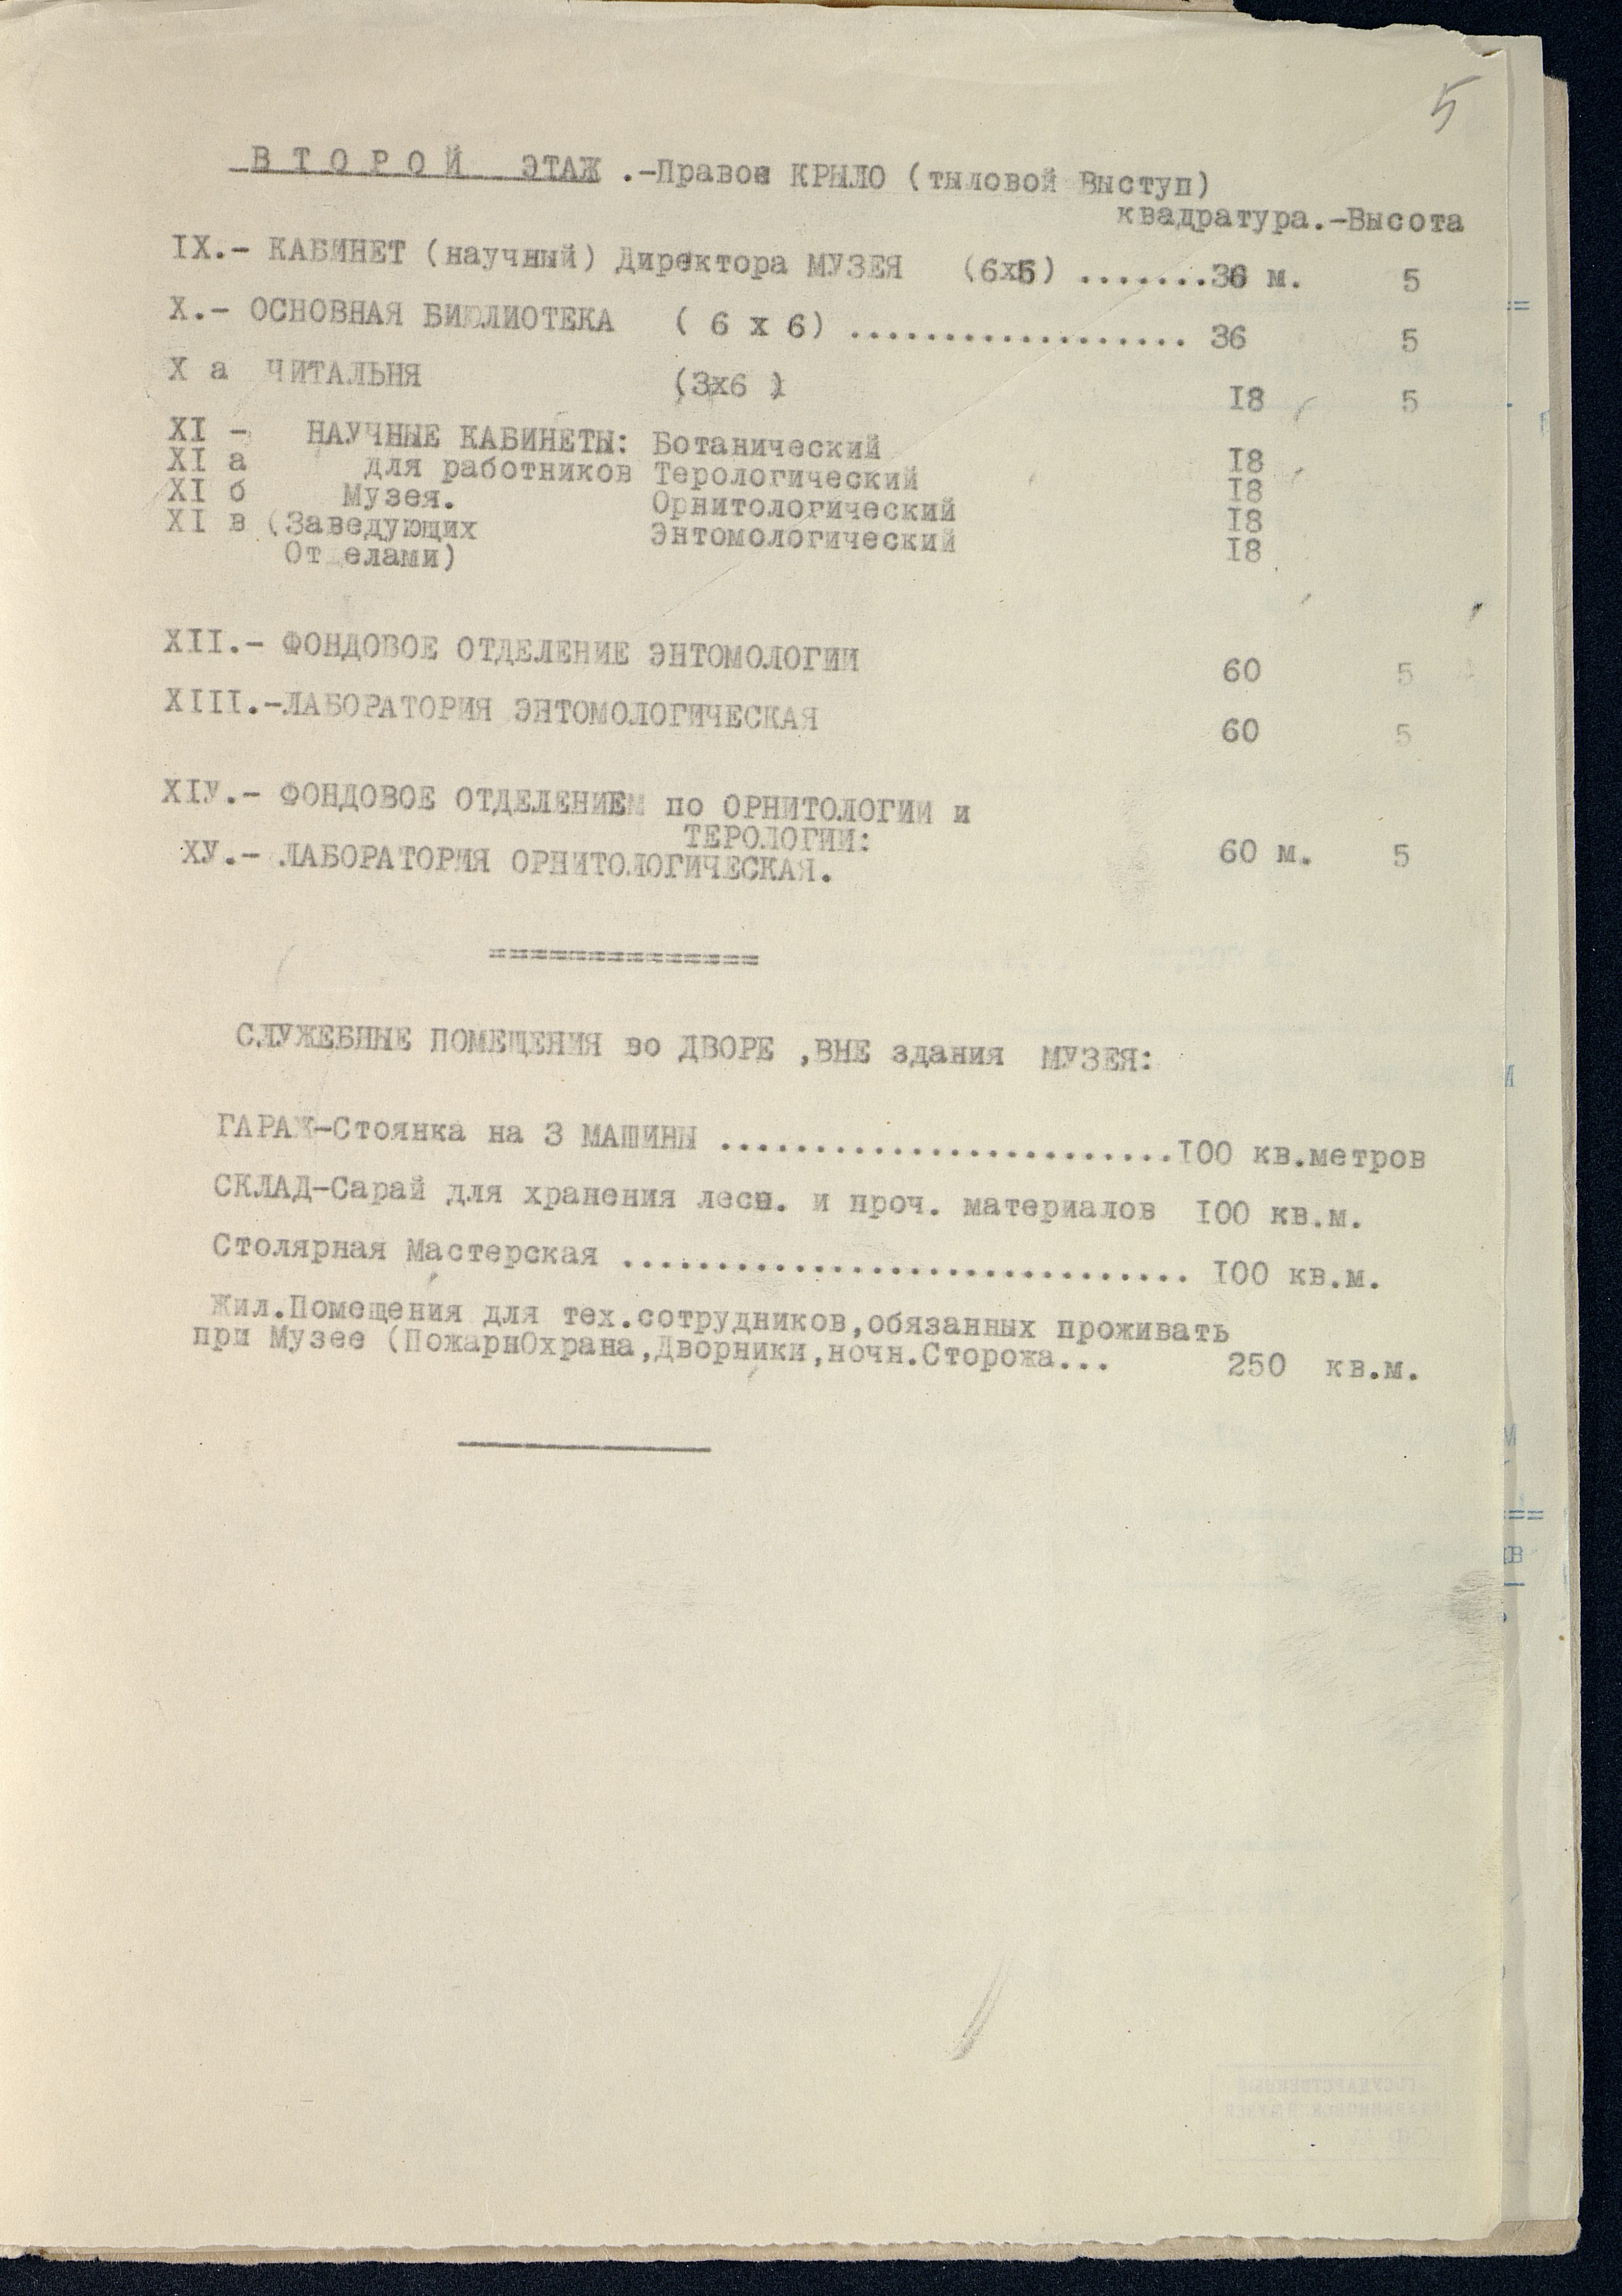 5
ВТОРОЙ ЭТАЖ .-Правое КРЫЛО (тыловой Выступ)
квадратура.-Высота
IX.- КАБИНЕТ (научный) Директора МУЗЕЯ (6х6) .......36 м. 5
X.- ОСНОВНАЯ БИБЛИОТЕКА ( 6 х 6) .................. 36 5
X а ЧИТАЛЬНЯ (3х6 ) I8 5
XI - НАУЧНЫЕ КАБИНЕТЫ: Ботанический I8
XI а для работников Терологический I8
XI б Музея. Орнитологический I8
XI в (Заведующих Энтомологический I8
Отделами)
XII.- ФОНДОВОЕ ОТДЕЛЕНИЕ ЭНТОМОЛОГИИ 60 5
XIII.-ЛАБОРАТОРИЯ ЭНТОМОЛОГИЧЕСКАЯ 60 5
XIУ.- ФОНДОВОЕ ОТДЕЛЕНИЕМ по ОРНИТОЛОГИИ и
ТЕРОЛОГИИ: 60 м. 5
ХУ.- ЛАБОРАТОРИЯ ОРНИТОЛОГИЧЕСКАЯ.
==============
СЛУЖЕБНЫЕ ПОМЕЩЕНИЯ во ДВОРЕ ,ВНЕ здания МУЗЕЯ:
ГАРАЖ-Стоянка на 3 МАШИНЫ ........................I00 кв.метров
СКЛАД-Сарай для хранения лесн. и проч. материалов I00 кв.м.
Столярная Мастерская .............................. I00 кв.м.
Жил.Помещения для тех.сотрудников,обязанных проживать
при Музее (ПожарнОхрана,Дворники,ночн.Сторожа... 250 кв.м.